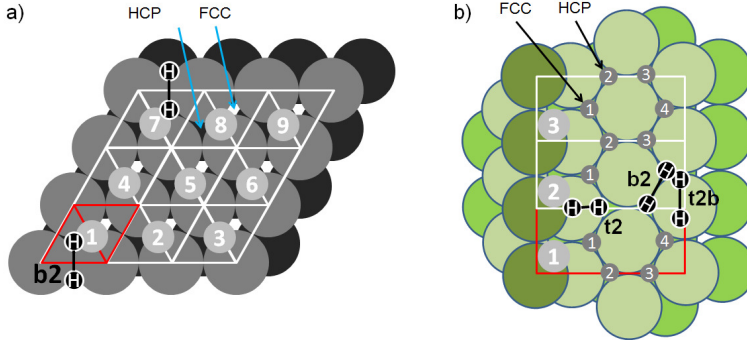 a)
HCP FCC
H
H
7 8 9
4 5 6
H
1 2 3
b2
H
b)
FCC HCP
2 3
1 4
3
2 3
1
H
b2 H
2
H H H t2b
t2 H
1 4
1
2 3